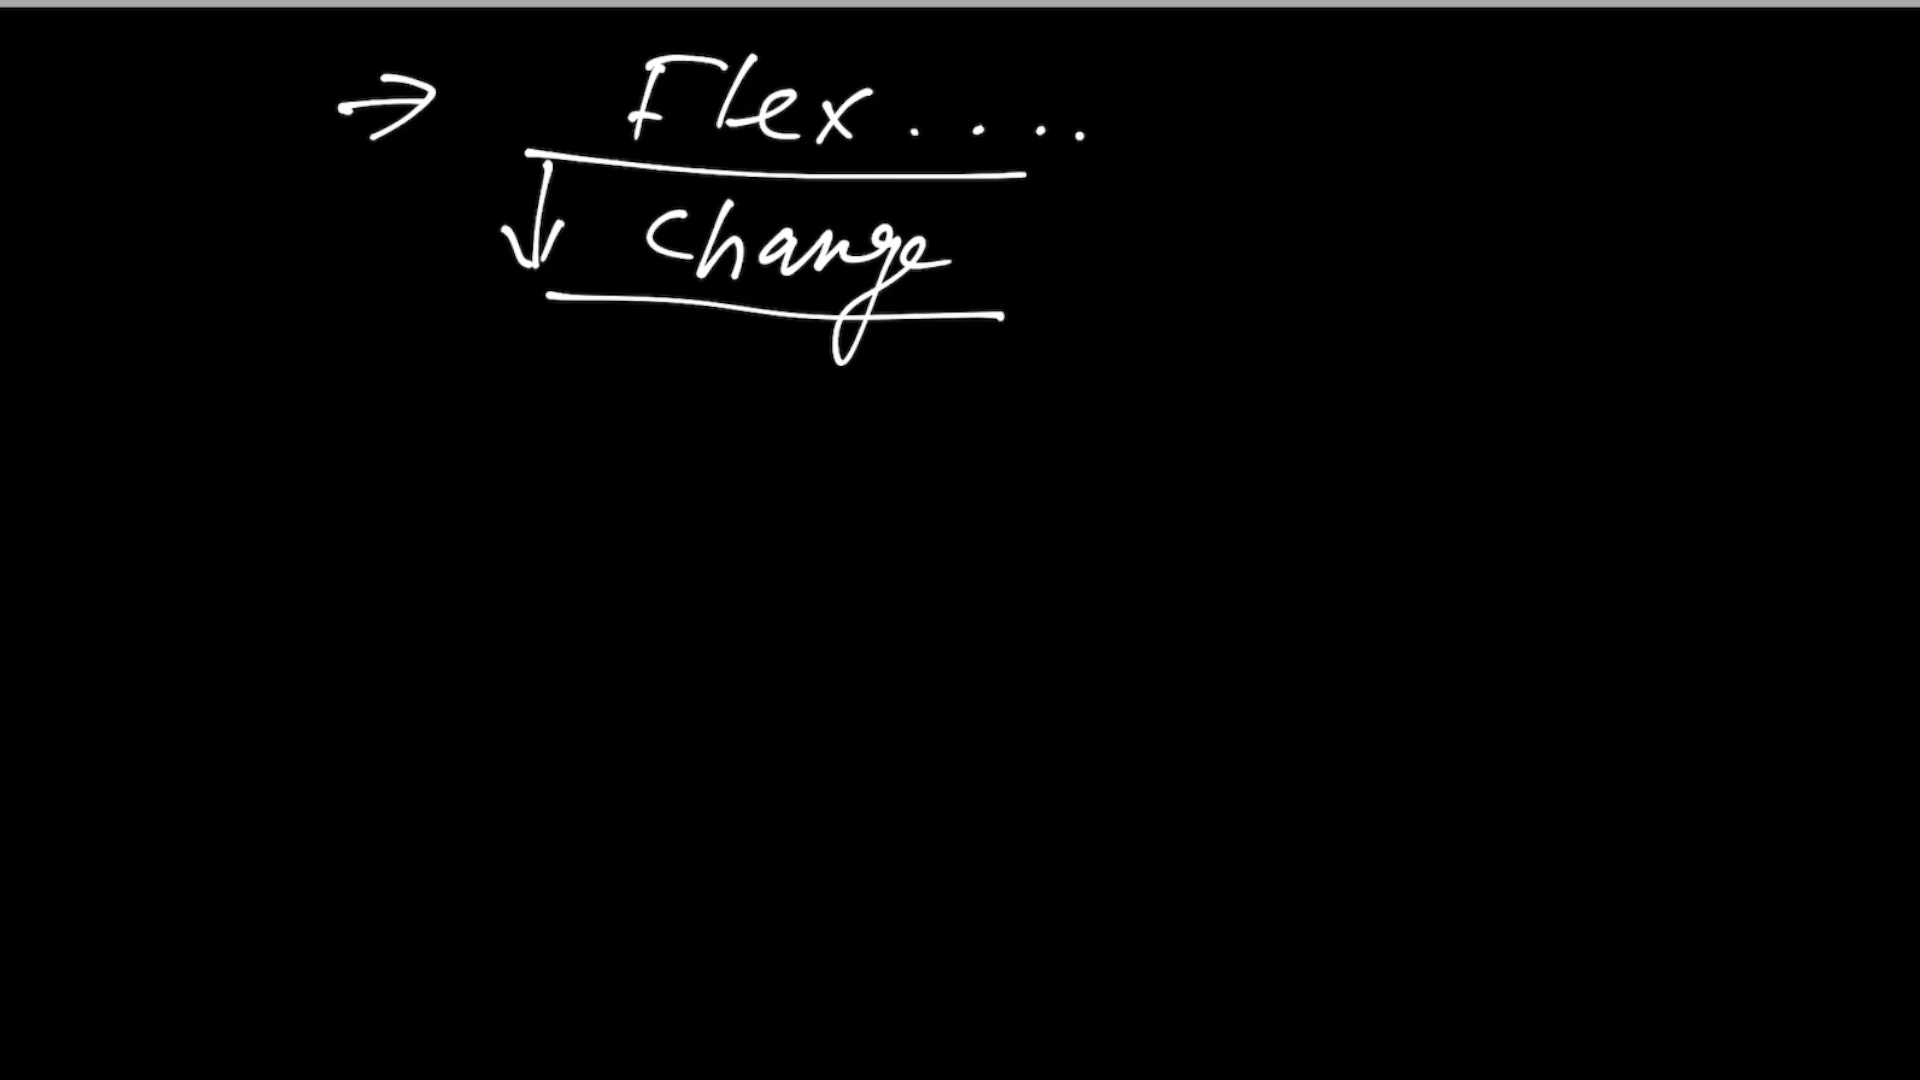 → Flex....
↓ Change